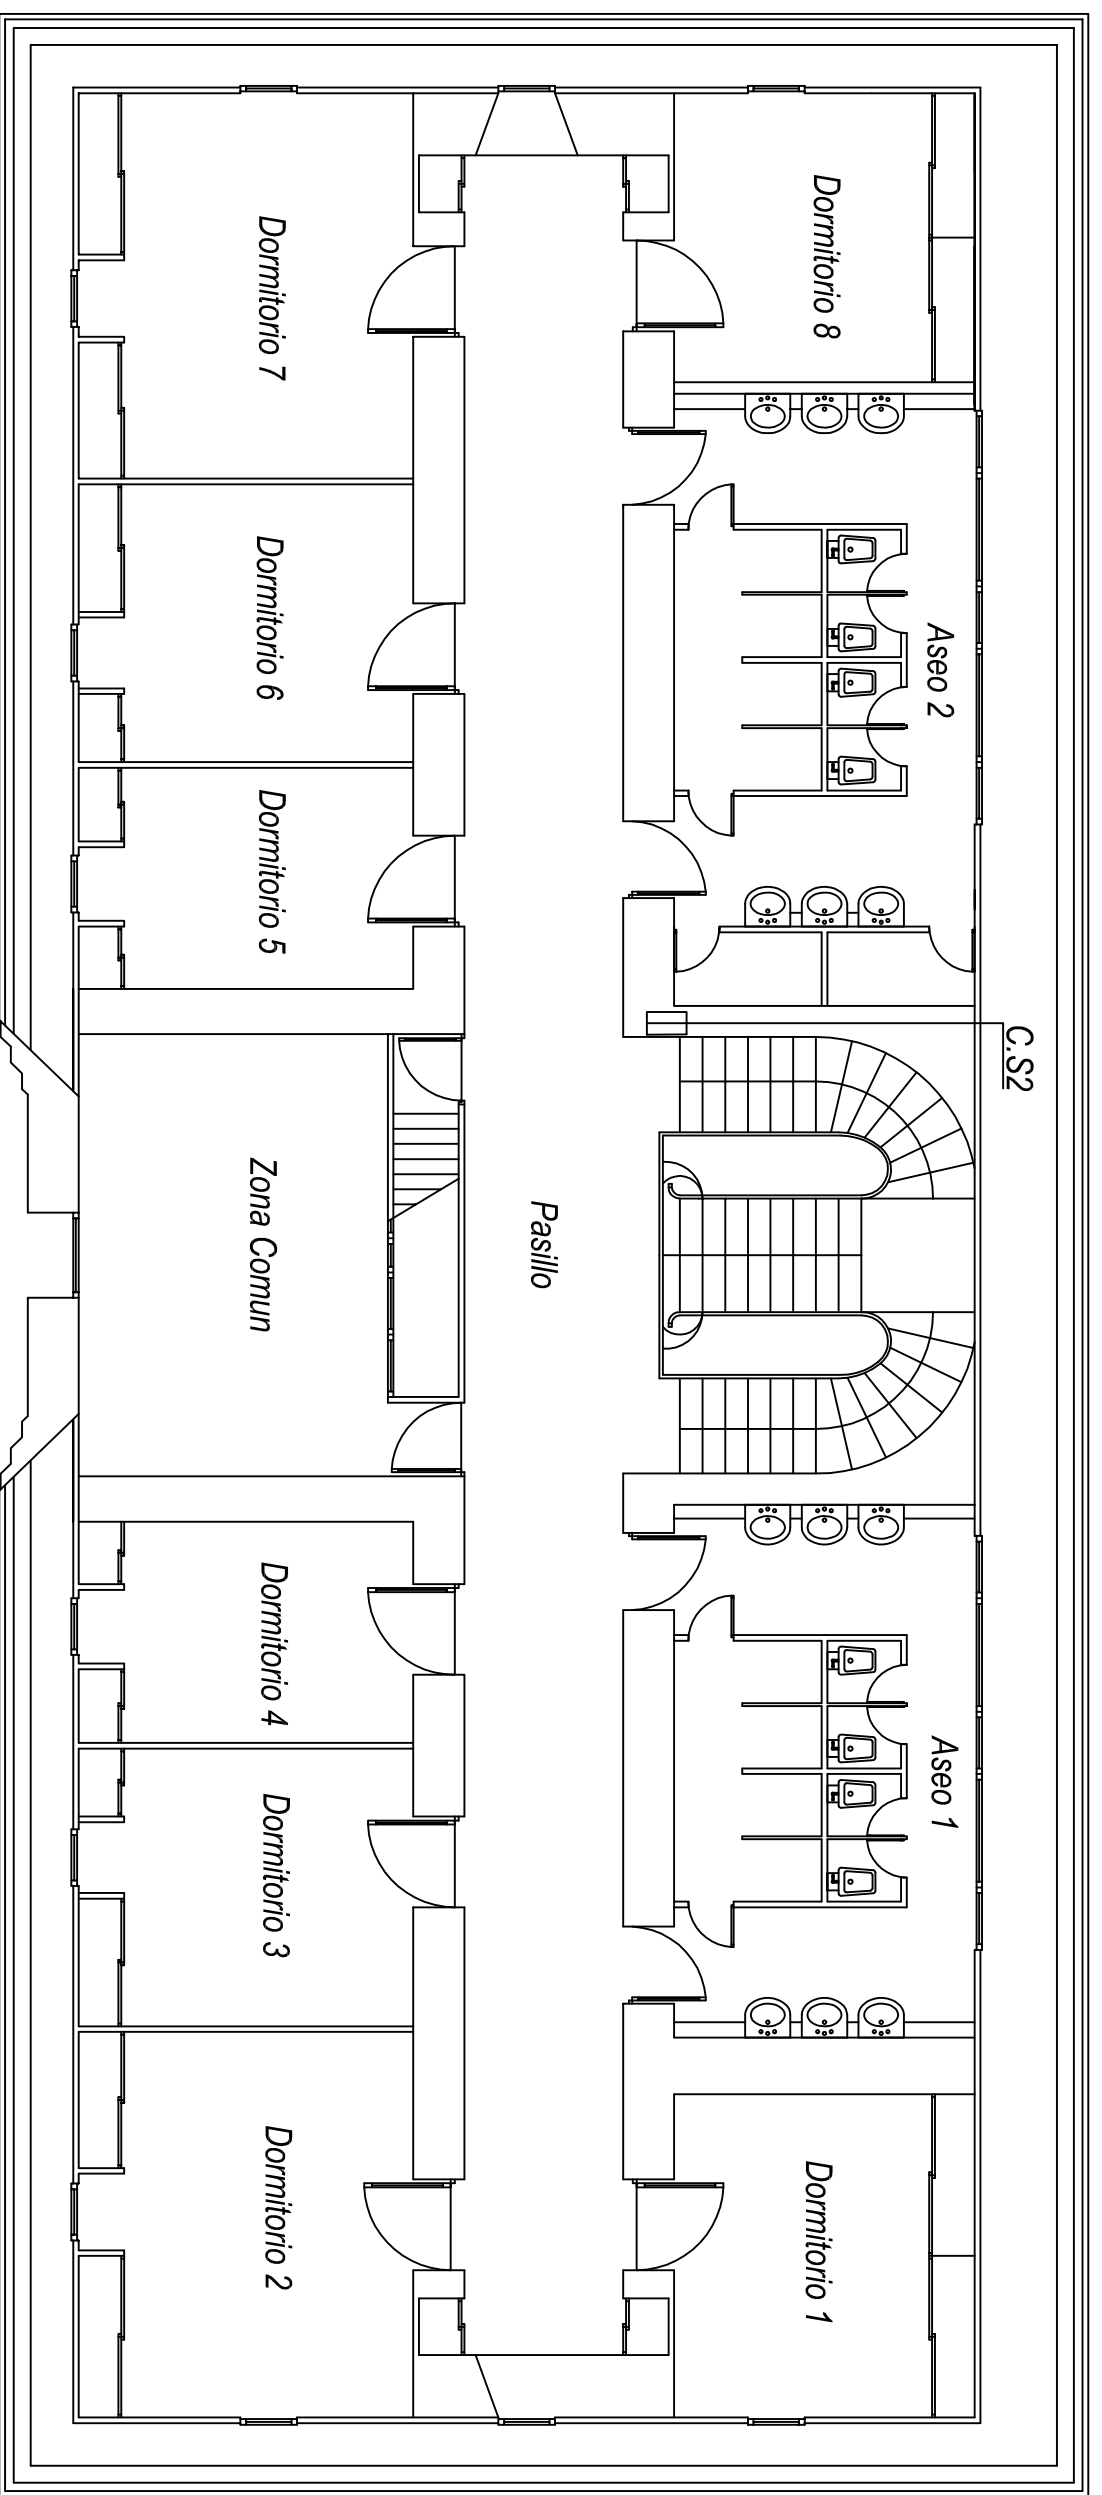 C.S2
Aseo 2
Aseo 1
Dormitorio 8
Dormitorio 1
Pasillo
Dormitorio 7
Dormitorio 6
Dormitorio 5
Zona Comun
Dormitorio 4
Dormitorio 3
Dormitorio 2